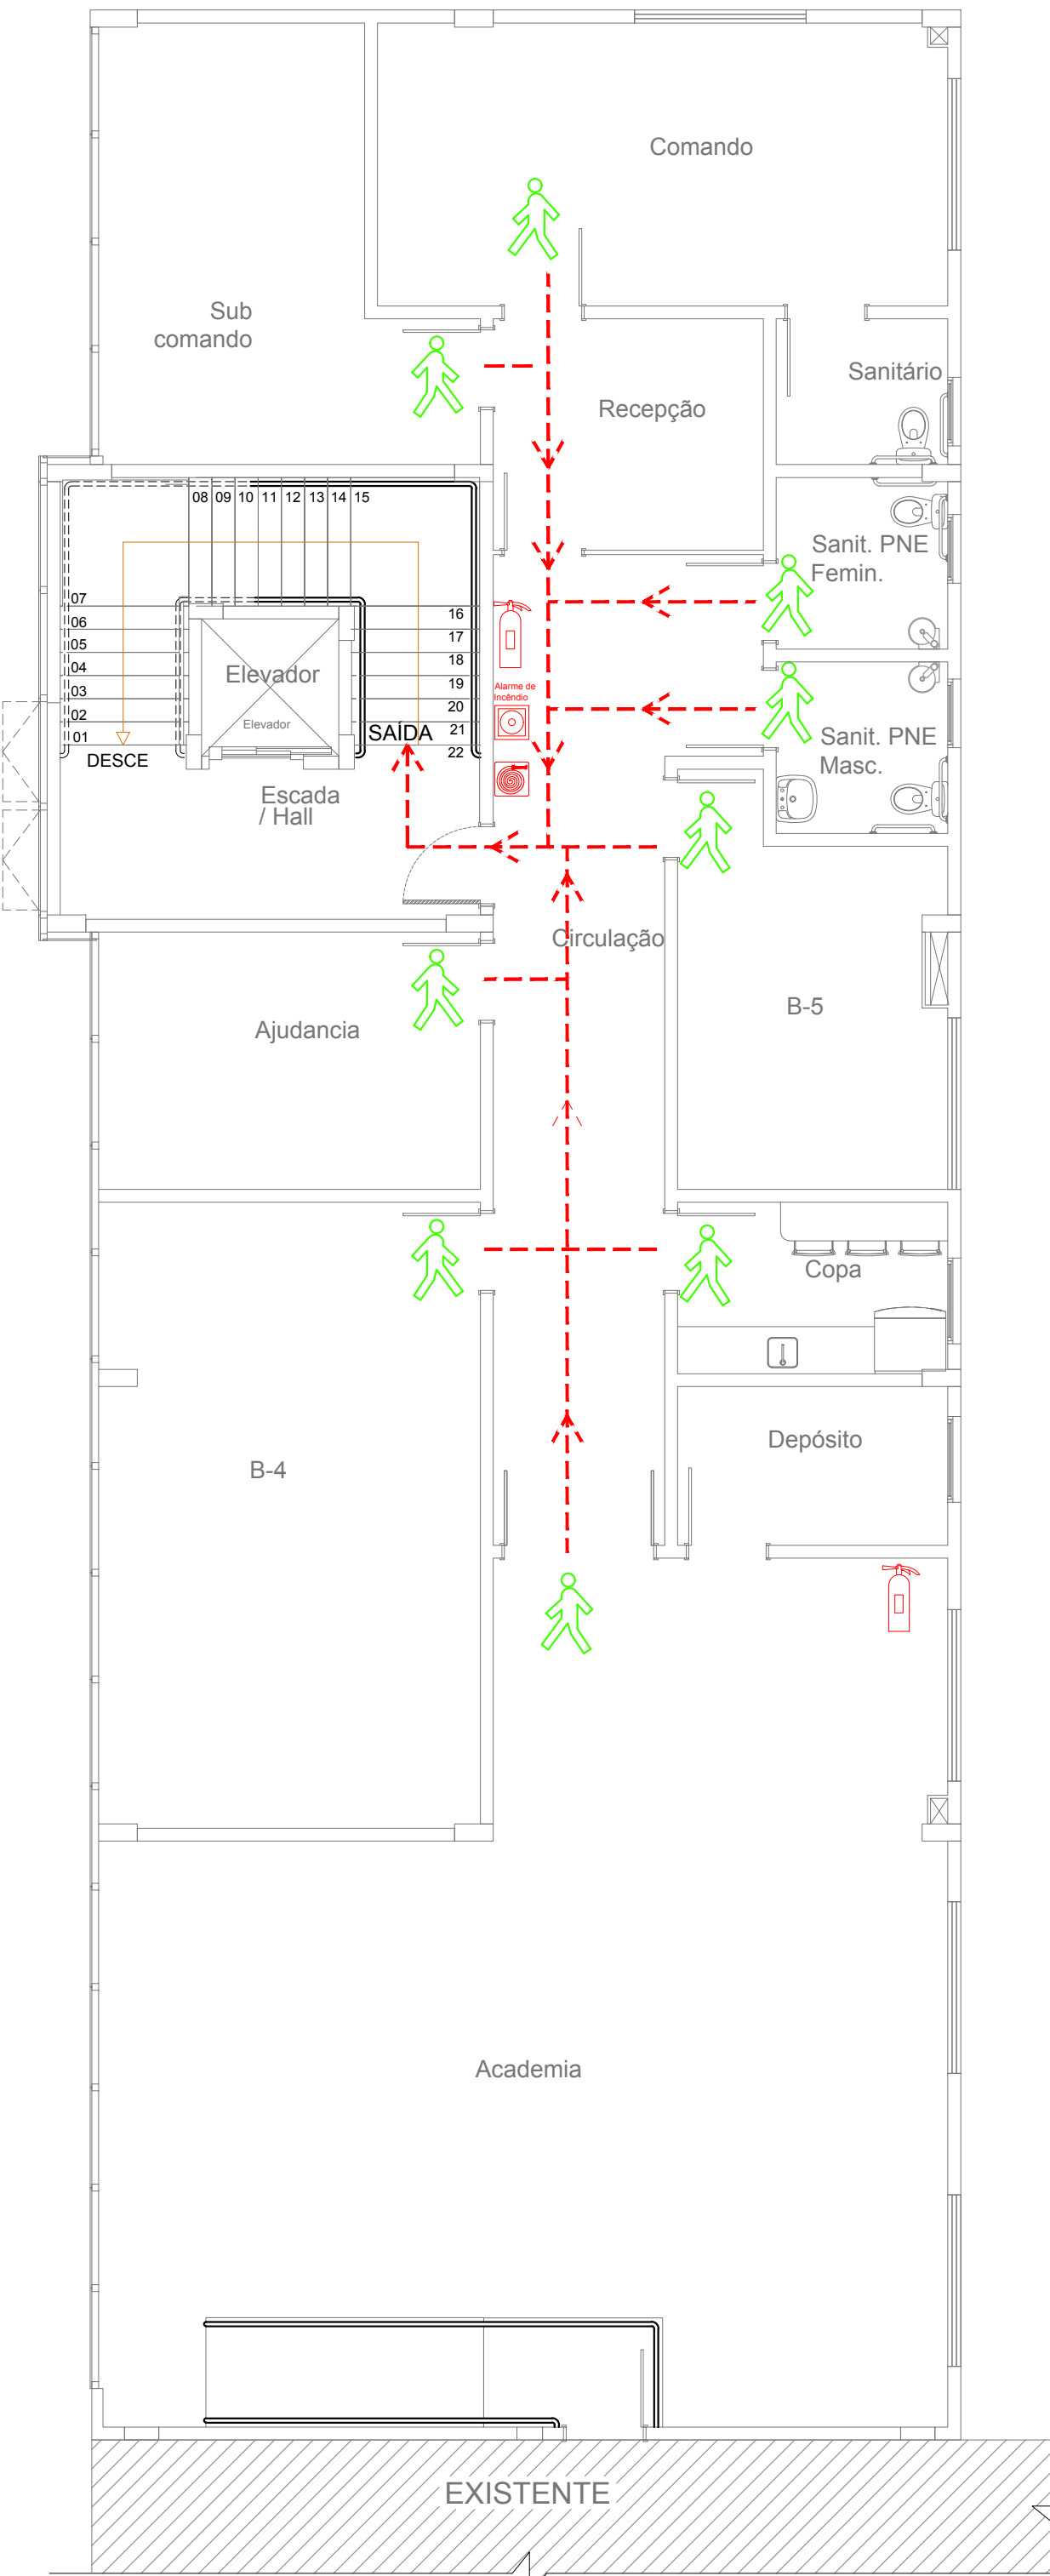 Comando
Sub
comando
Sanitário
Recepção
08 09 10 11 12 13 14 15
Sanit. PNE
Femin.
07
06
05
04
03
02
01
16
17
18
19
20
21
22
Elevador
Elevador
SAÍDA
DESCE
Alarme de
Incêndio
Sanit. PNE
Masc.
Escada
/ Hall
Circulação
B-5
Ajudancia
Copa
Depósito
B-4
Academia
EXISTENTE